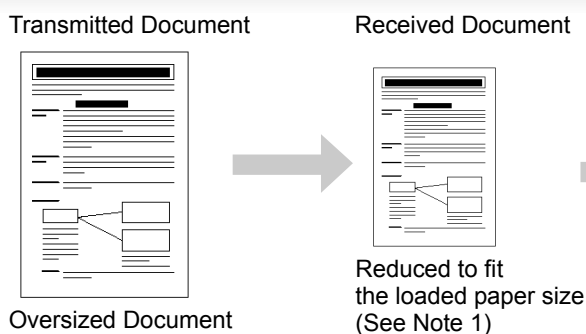 Transmitted Document
Received Document
Oversized Document
Reduced to fit
the loaded paper size
(See Note 1)